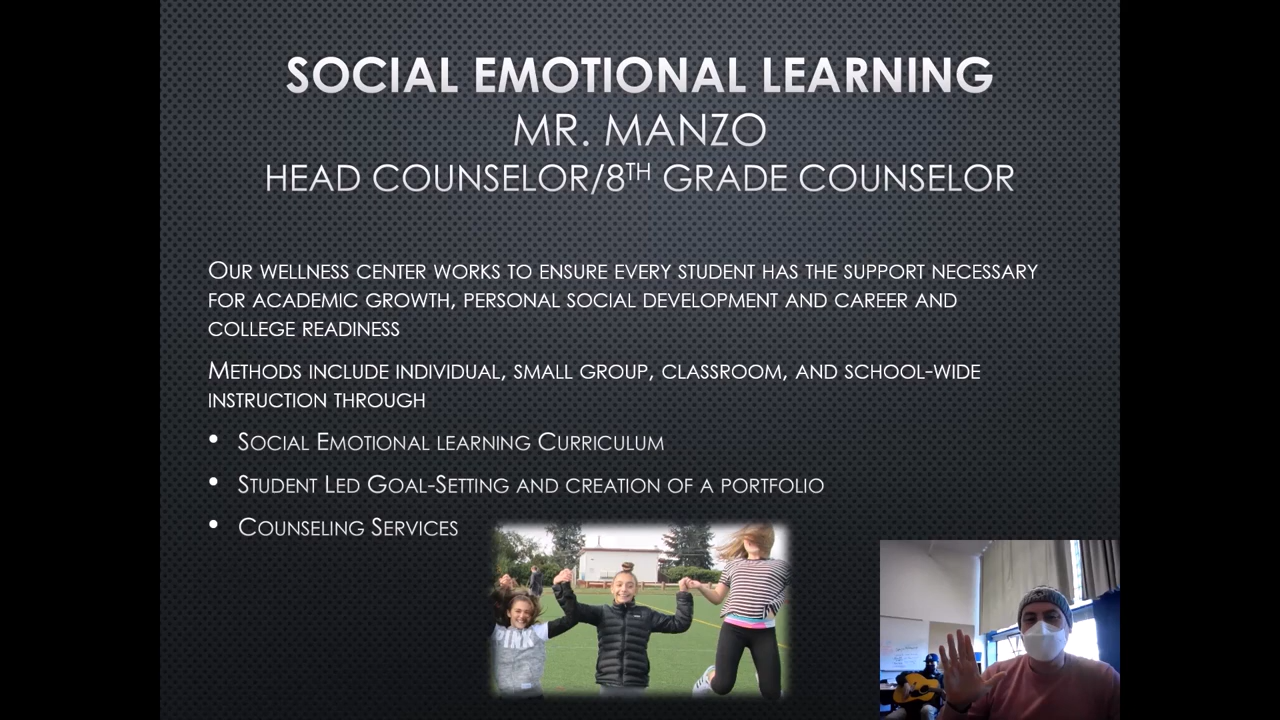 SOCIAL EMOTIONAL LEARNING
MR. MANZO
HEAD COUNSELOR/8TH GRADE COUNSELOR
OUR WELLNESS CENTER WORKS TO ENSURE EVERY STUDENT HAS THE SUPPORT NECESSARY
FOR ACADEMIC GROWTH, PERSONAL SOCIAL DEVELOPMENT AND CAREER AND
COLLEGE READINESS
METHODS INCLUDE INDIVIDUAL, SMALL GROUP, CLASSROOM, AND SCHOOL-WIDE
INSTRUCTION THROUGH
• SOCIAL EMOTIONAL LEARNING CURRICULUM
• STUDENT LED GOAL-SETTING AND CREATION OF A PORTFOLIO
• COUNSELING SERVICES